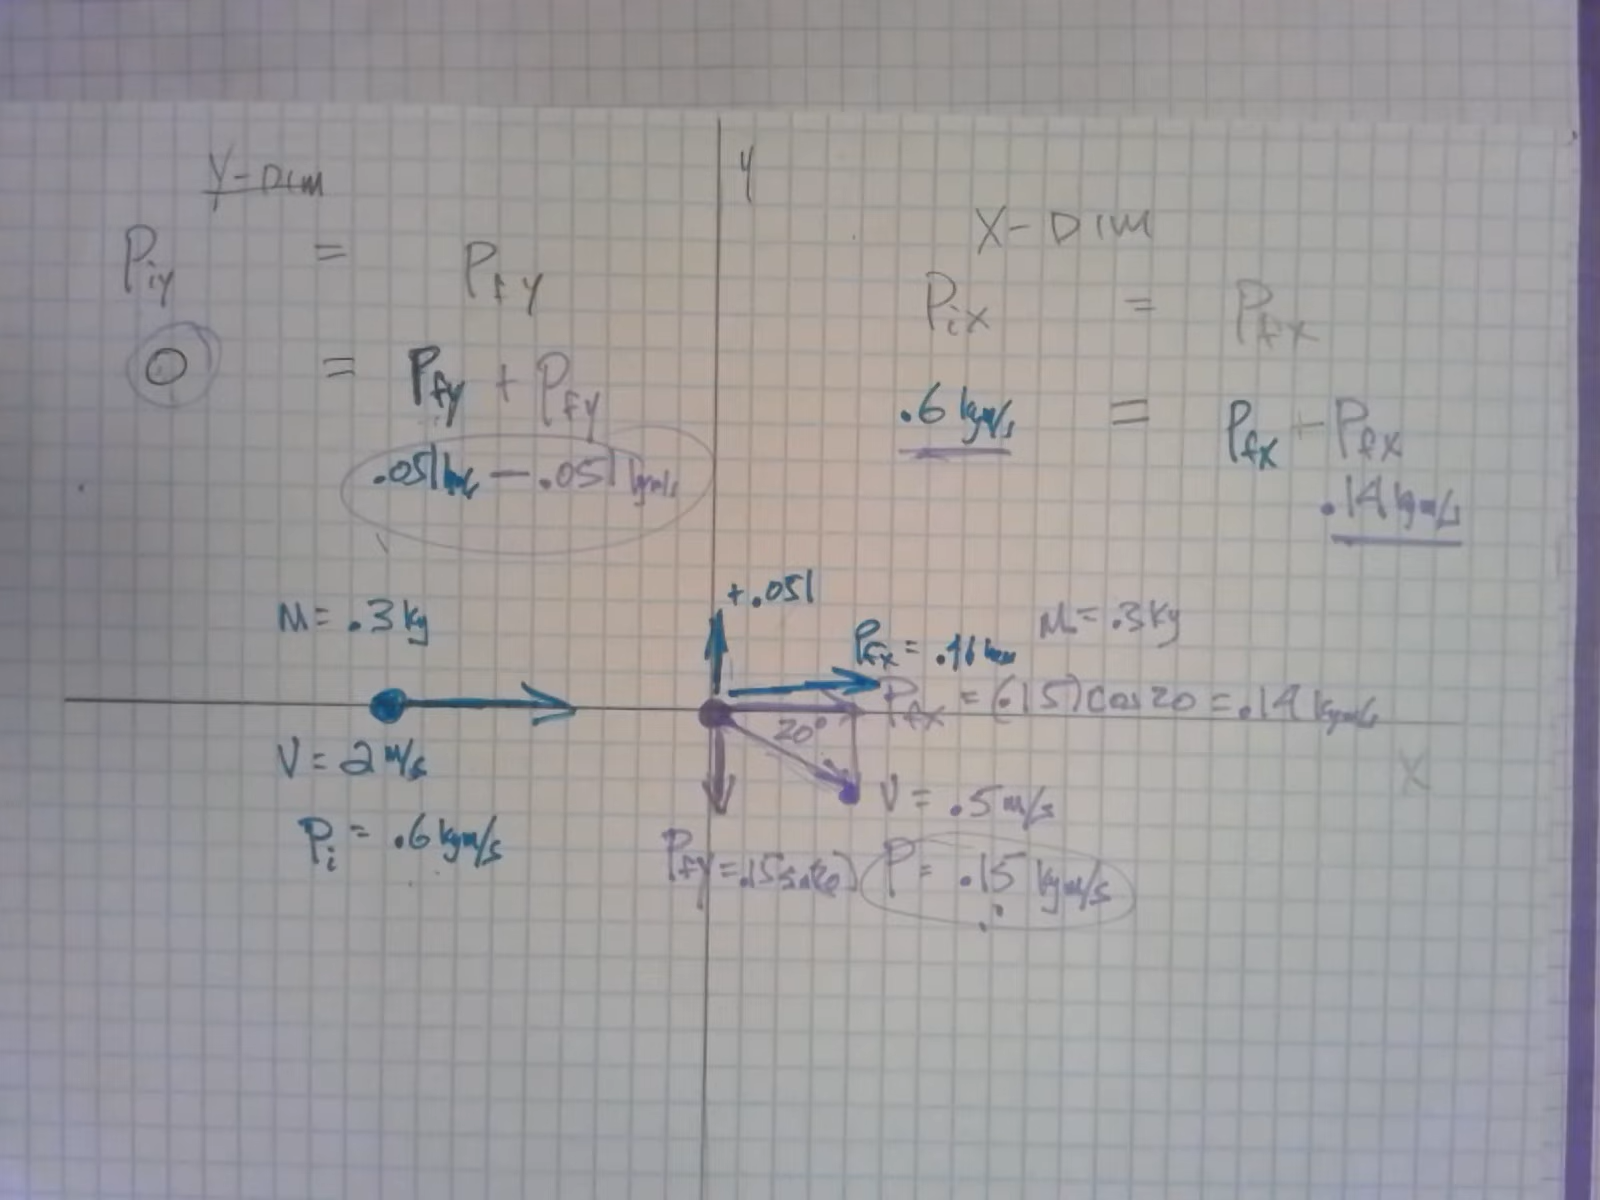 Y-DIM
Piy = Pfy
0 = Pfy + Pfy
.051 — .051 kgm/s
y
X-DIM
Pix = Pfx
.6 kgm/s = Pfx + Pfx
.14 kgm/s
M = .3 kg
V = 2 m/s
Pi = .6 kgm/s
+.051
Pfx = .46
M = .3 kg
Pfx = (.15) cos 20 = .14 kgm/s
20°
X
V = .5 m/s
Pfy = .15 sin 20
P = .15 kgm/s